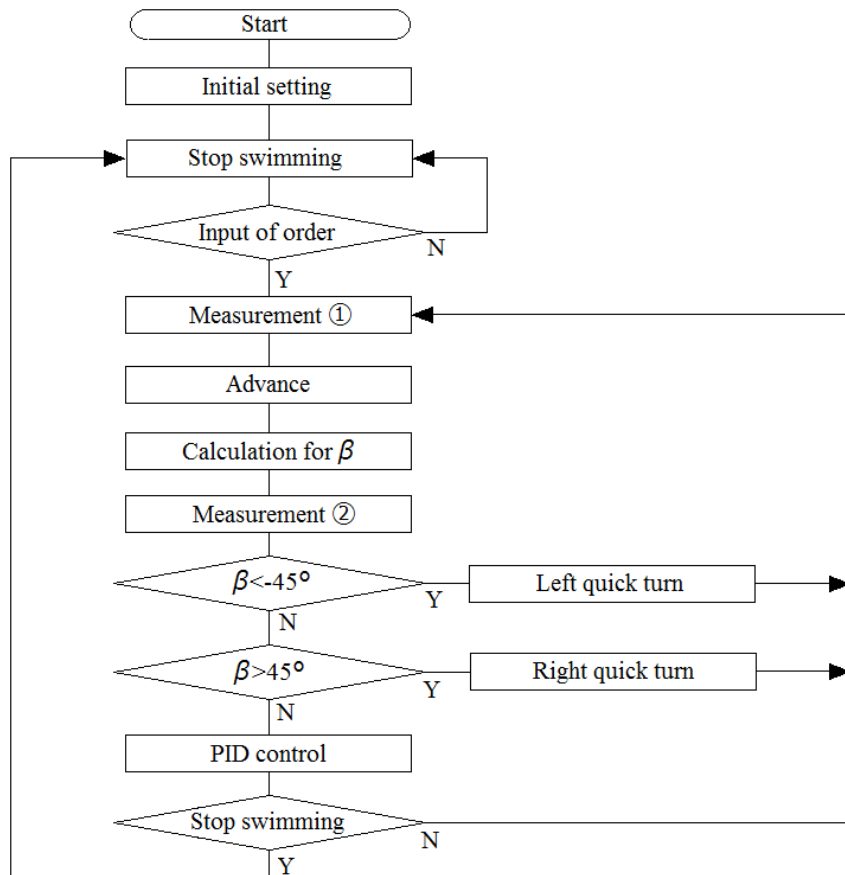 Start
Initial setting
Stop swimming
Input of order
N
Y
Measurement ①
Advance
Calculation for β
Measurement ②
β<-45°
Y
Left quick turn
N
β>45°
Y
Right quick turn
N
PID control
Stop swimming
N
Y